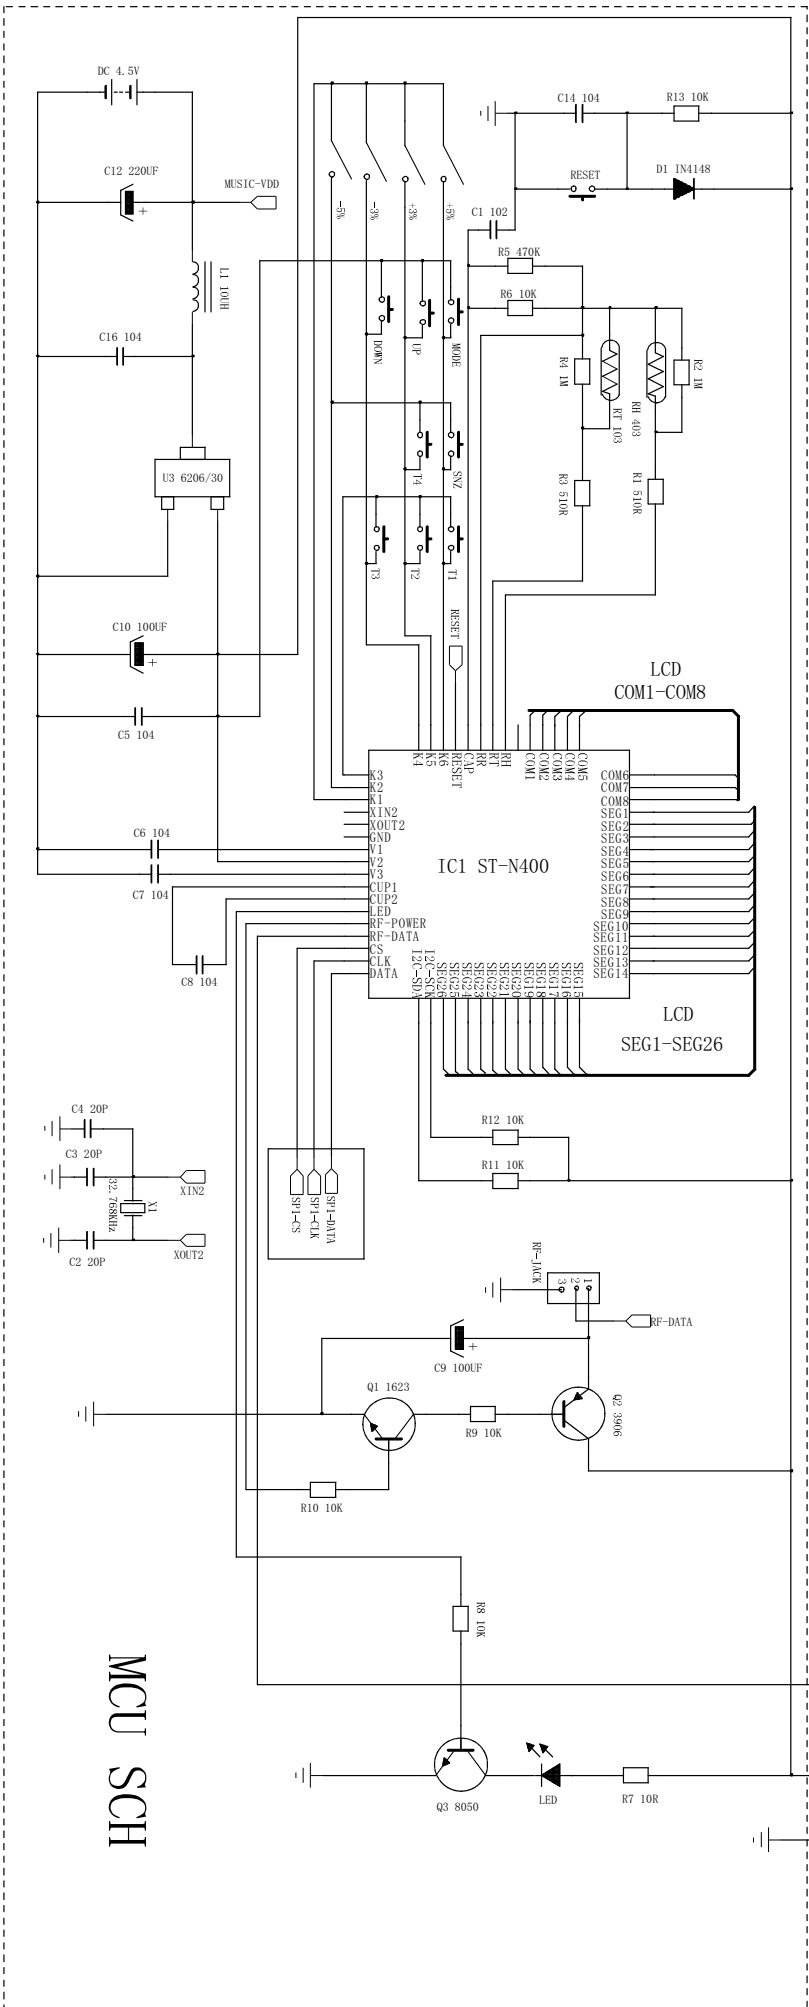 DC 4.5V
C12 220UF
MUSIC-VDD
L1 10UH
C16 104
U3 6206/30
C10 100UF
C5 104
C6 104
C7 104
C8 104
-5%
-3%
+3%
+5%
C14 104
R13 10K
RESET
D1 IN4148
C1 102
R5 470K
R6 10K
DOWN
UP
MODE
R4 1M
RT 103
RH 403
R2 1M
T4
SNZ
R3 510R
R1 510R
T3
T2
T1
RESET
LCD
COM1-COM8
K4
K5
K6
RESET
CAP
RR
RT
RH
COM1
COM2
COM3
COM4
COM5
K3
K2
K1
XIN2
XOUT2
GND
V1
V2
V3
CUP1
CUP2
LED
RF-POWER
RF-DATA
CS
CLK
DATA
IC1 ST-N400
COM6
COM7
COM8
SEG1
SEG2
SEG3
SEG4
SEG5
SEG6
SEG7
SEG8
SEG9
SEG10
SEG11
SEG12
SEG13
SEG14
I2C-SDA
I2C-SCK
SEG26
SEG25
SEG24
SEG23
SEG22
SEG21
SEG20
SEG19
SEG18
SEG17
SEG16
SEG15
LCD
SEG1-SEG26
C4 20P
C3 20P
XIN2
X1
32.768KHz
XOUT2
C2 20P
SP1-CS
SP1-CLK
SP1-DATA
R12 10K
R11 10K
RF-JACK
3
2
1
RF-DATA
C9 100UF
Q1 1623
R9 10K
Q2 3906
R10 10K
R8 10K
Q3 8050
LED
R7 10R
MCU SCH